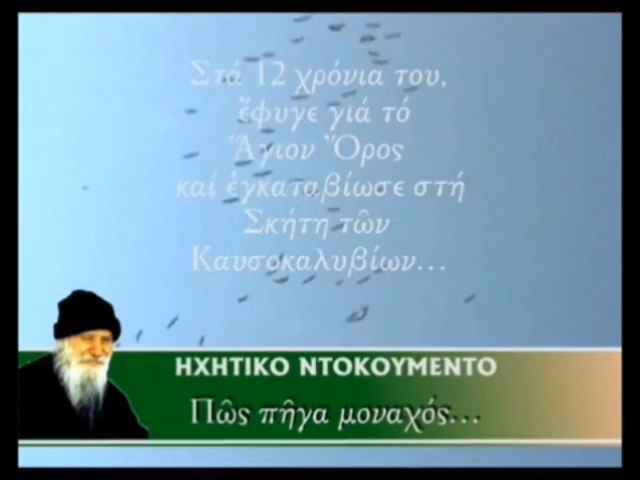 Στά 12 χρόνια του,
ἔφυγε γιά τό
Ἅγιον Ὄρος
καί ἐγκαταβίωσε στή
Σκήτη τῶν
Καυσοκαλυβίων...
ΗΧΗΤΙΚΟ ΝΤΟΚΟΥΜΕΝΤΟ
Πῶς πῆγα μοναχός...